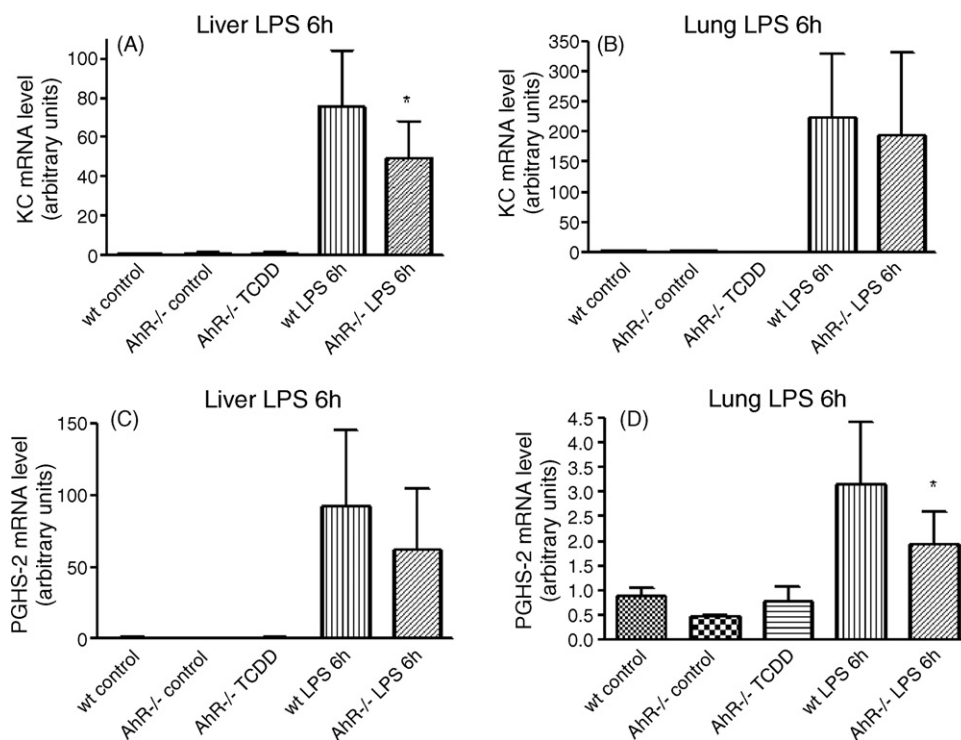 Liver LPS 6h
(A)
KC mRNA level
(arbitrary units)
100
80
60
40
20
0
*
wt control
AhR-/- control
AhR-/- TCDD
wt LPS 6h
AhR-/- LPS 6h
Lung LPS 6h
(B)
KC mRNA level
(arbitrary units)
350
300
250
200
150
100
50
0
wt control
AhR-/- control
AhR-/- TCDD
wt LPS 6h
AhR-/- LPS 6h
Liver LPS 6h
(C)
PGHS-2 mRNA level
(arbitrary units)
150
100
50
0
wt control
AhR-/- control
AhR-/- TCDD
wt LPS 6h
AhR-/- LPS 6h
Lung LPS 6h
(D)
PGHS-2 mRNA level
(arbitrary units)
4.5
4.0
3.5
3.0
2.5
2.0
1.5
1.0
0.5
0.0
*
wt control
AhR-/- control
AhR-/- TCDD
wt LPS 6h
AhR-/- LPS 6h